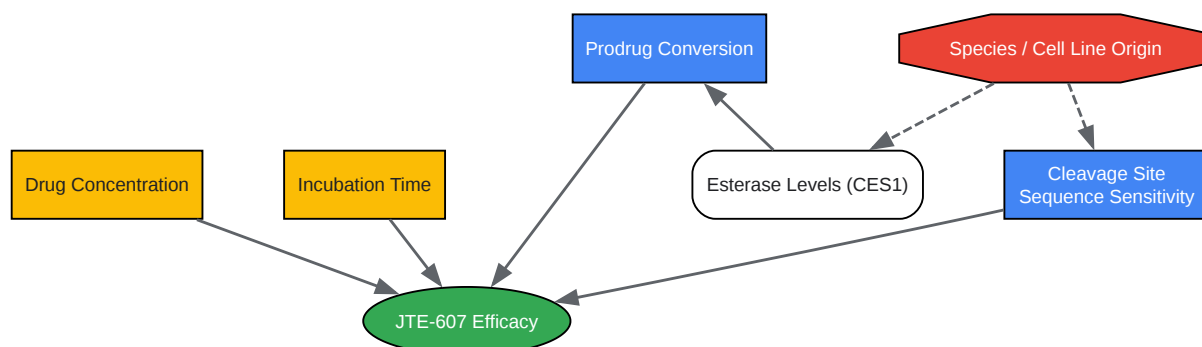 Prodrug Conversion
Species / Cell Line Origin
Drug Concentration
Incubation Time
Esterase Levels (CES1)
Cleavage Site
Sequence Sensitivity
JTE-607 Efficacy